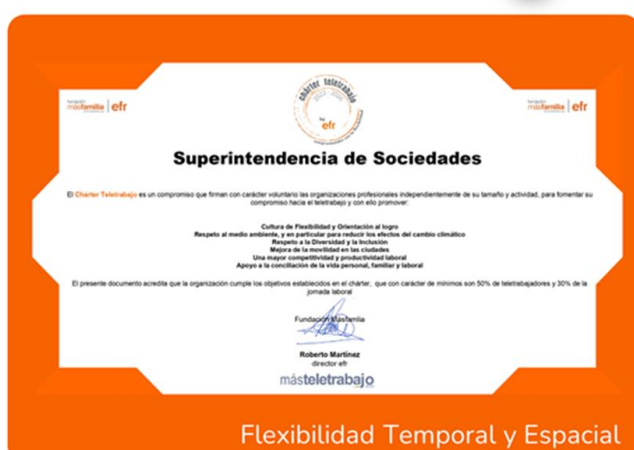 fundación
másfamilia efr
chárter teletrabajo
by
efr
fundación
másfamilia efr
Superintendencia de Sociedades
El Chárter Teletrabajo es un compromiso que firman con carácter voluntario las organizaciones profesionales independientemente de su tamaño y actividad, para fomentar su
compromiso hacia el teletrabajo y con ello promover:
Cultura de Flexibilidad y Orientación al logro
Respeto al medio ambiente, y en particular para reducir los efectos del cambio climático
Respeto a la Diversidad y la Inclusión
Mejora de la movilidad en las ciudades
Una mayor competitividad y productividad laboral
Apoyo a la conciliación de la vida personal, familiar y laboral
El presente documento acredita que la organización cumple los objetivos establecidos en el chárter, que con carácter de mínimos son 50% de teletrabajadores y 30% de la
jornada laboral
Fundación Másfamilia
Roberto Martínez
director efr
másteletrabajo
Flexibilidad Temporal y Espacial